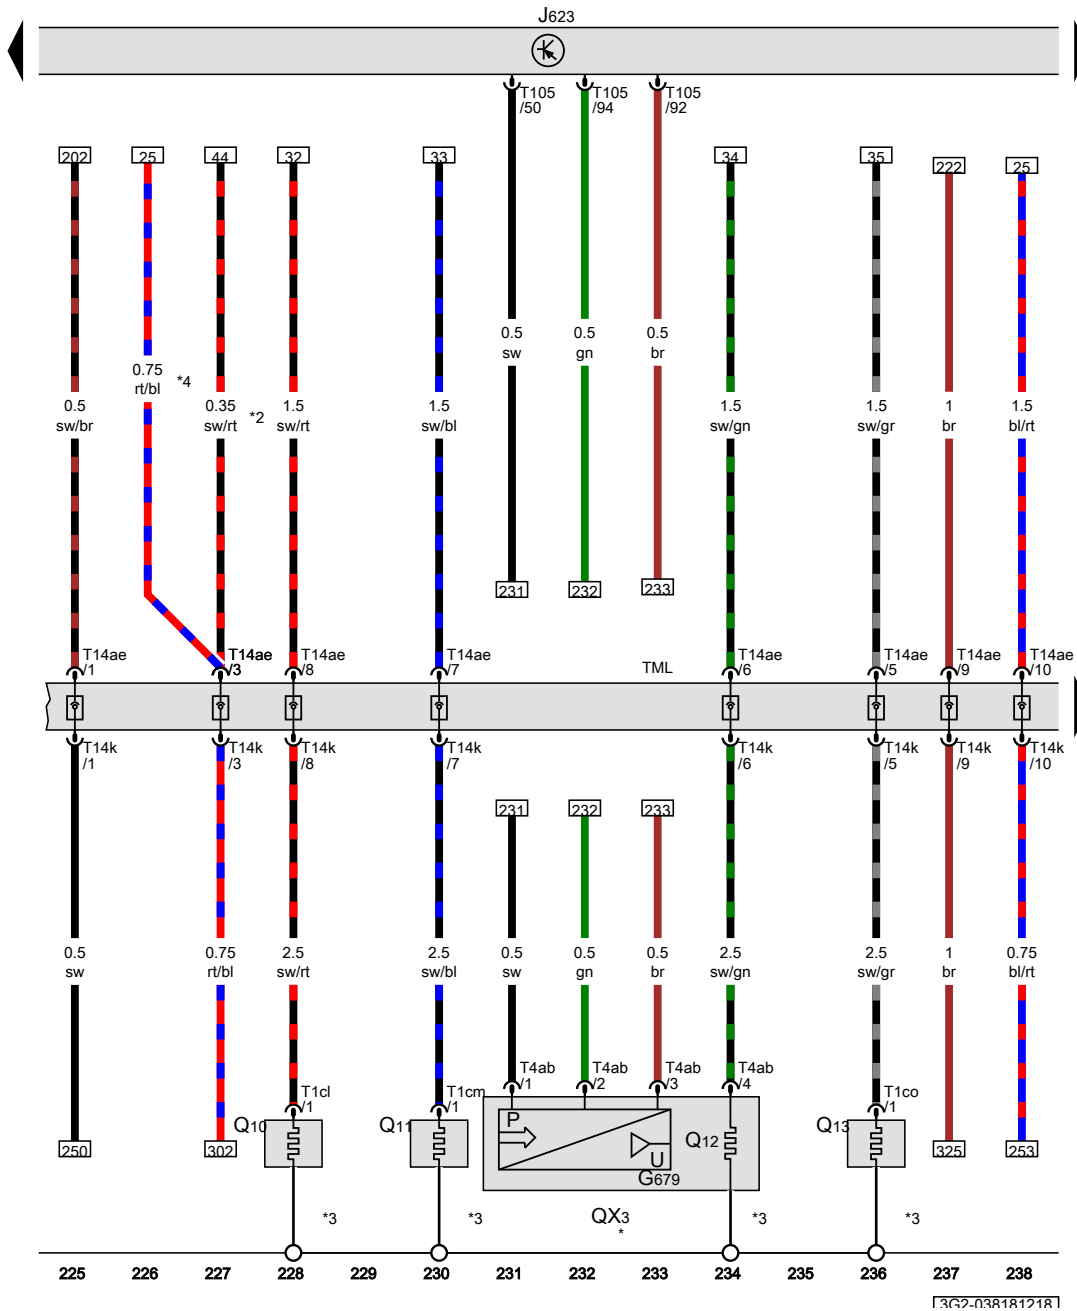 J623
T105 T105 T105
/50 /94 /92
202 25 44 32 33 34 35 222 25
0.5 0.5 0.5
sw gn br
0.75
rt/bl *4
0.5 0.35 *2 1.5 1.5 1.5 1.5 1 1.5
sw/br sw/rt sw/rt sw/bl sw/gn sw/gr br bl/rt
231 232 233
T14ae T14ae T14ae T14ae TML T14ae T14ae T14ae T14ae
/1 /3 /8 /7 /6 /5 /9 /10
T14k T14k T14k T14k T14k T14k T14k T14k
/1 /3 /8 /7 /6 /5 /9 /10
231 232 233
0.5 0.75 2.5 2.5 0.5 0.5 0.5 2.5 2.5 1 0.75
sw rt/bl sw/rt sw/bl sw gn br sw/gn sw/gr br bl/rt
T4ab T4ab T4ab T4ab
/1 /2 /3 /4
T1cl T1cm T1co
/1 /1 /1
Q10 Q11 P Q12 Q13
250 302 U 325 253
G679
*3 *3 QX3 *3 *3
*
225 226 227 228 229 230 231 232 233 234 235 236 237 238
3G2-038181218